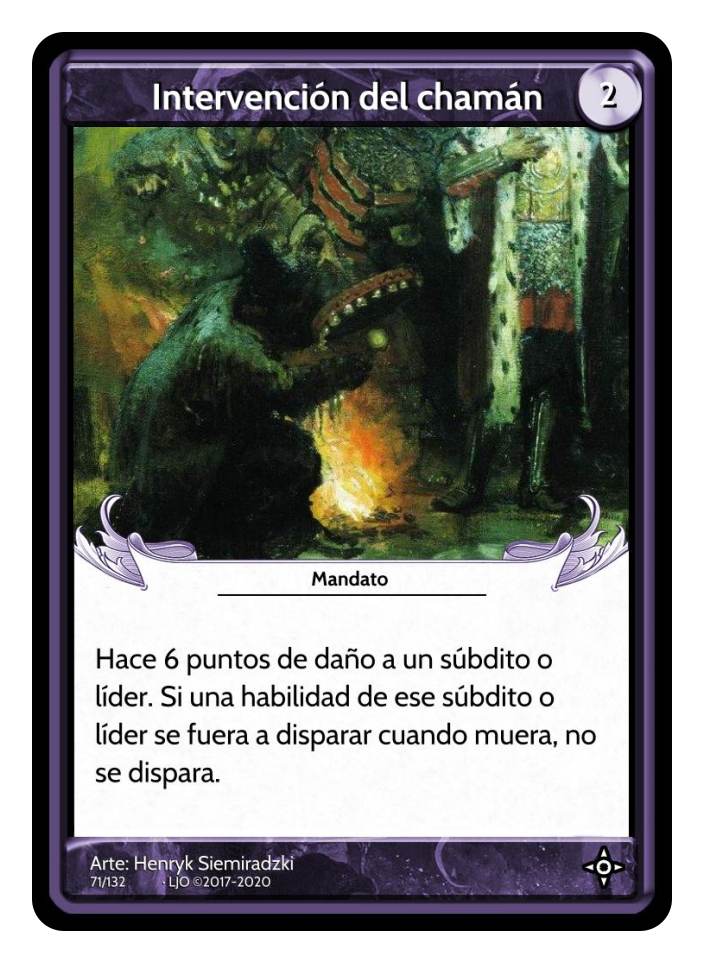 Intervención del chamán
2
Mandato
Hace 6 puntos de daño a un súbdito o
líder. Si una habilidad de ese súbdito o
líder se fuera a disparar cuando muera, no
se dispara.
Arte: Henryk Siemiradzki
71/132 · LJO ©2017-2020